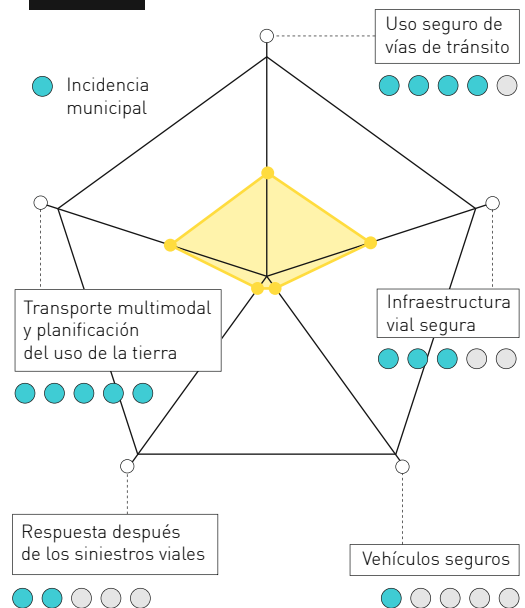 Uso seguro de
vías de tránsito
Incidencia
municipal
Transporte multimodal
y planificación
del uso de la tierra
Infraestructura
vial segura
Respuesta después
de los siniestros viales
Vehículos seguros